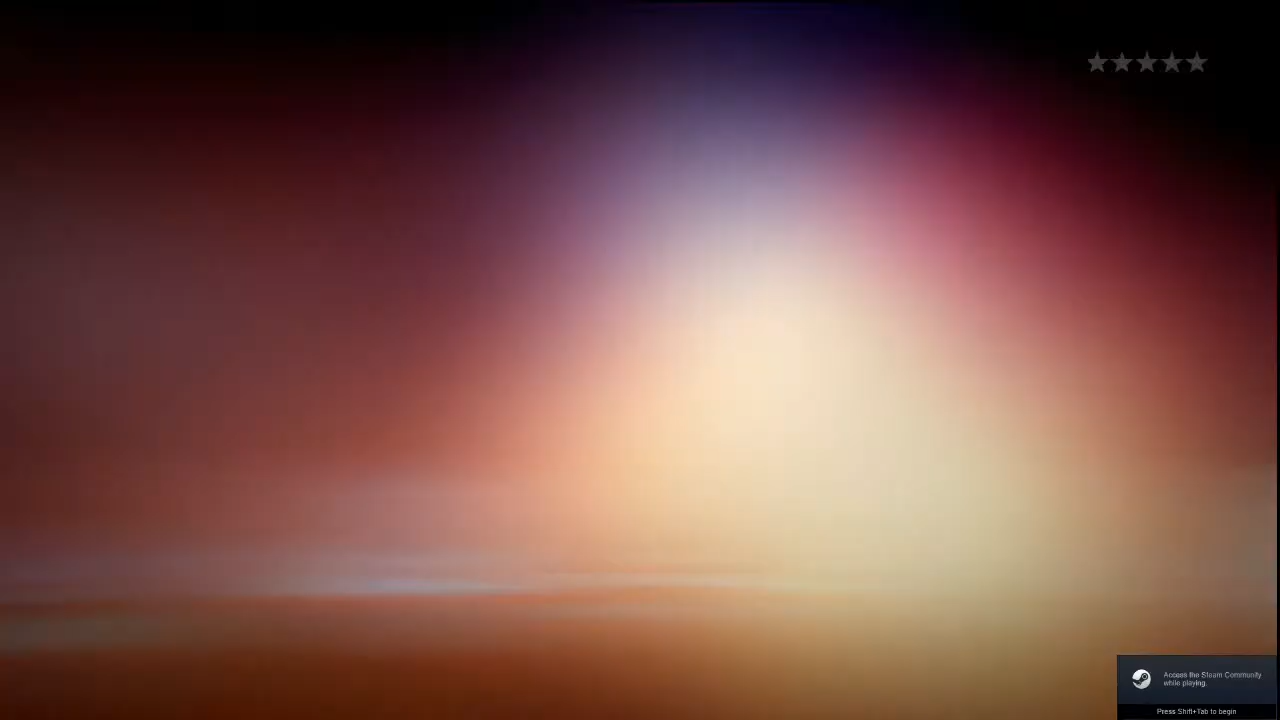 Access the Steam Community
while playing.
Press Shift+Tab to begin